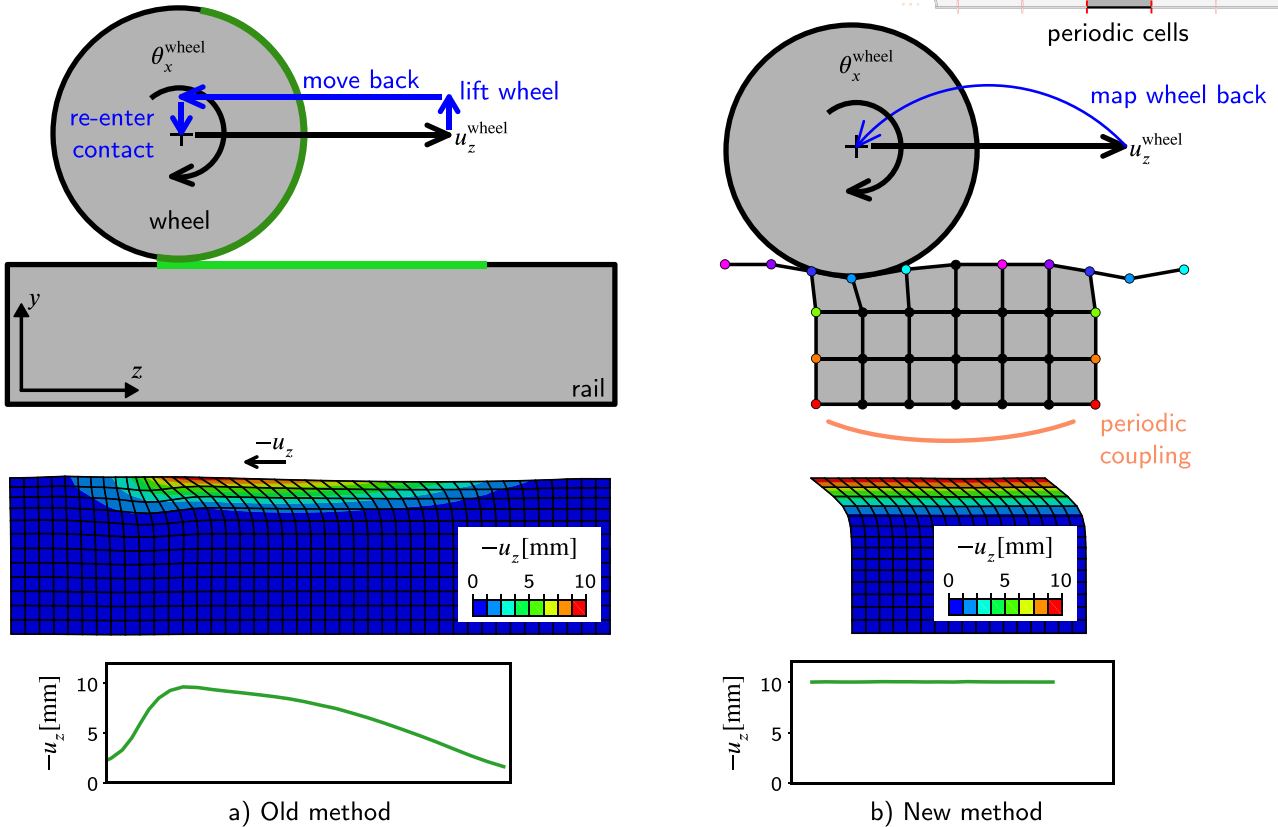 θ_x^wheel
move back
lift wheel
re-enter
contact
u_z^wheel
wheel
y
z
rail
−u_z
−u_z[mm]
0 5 10
10
5
0
−u_z[mm]
a) Old method
...
periodic cells
θ_x^wheel
map wheel back
u_z^wheel
periodic
coupling
−u_z[mm]
0 5 10
10
5
0
−u_z[mm]
b) New method